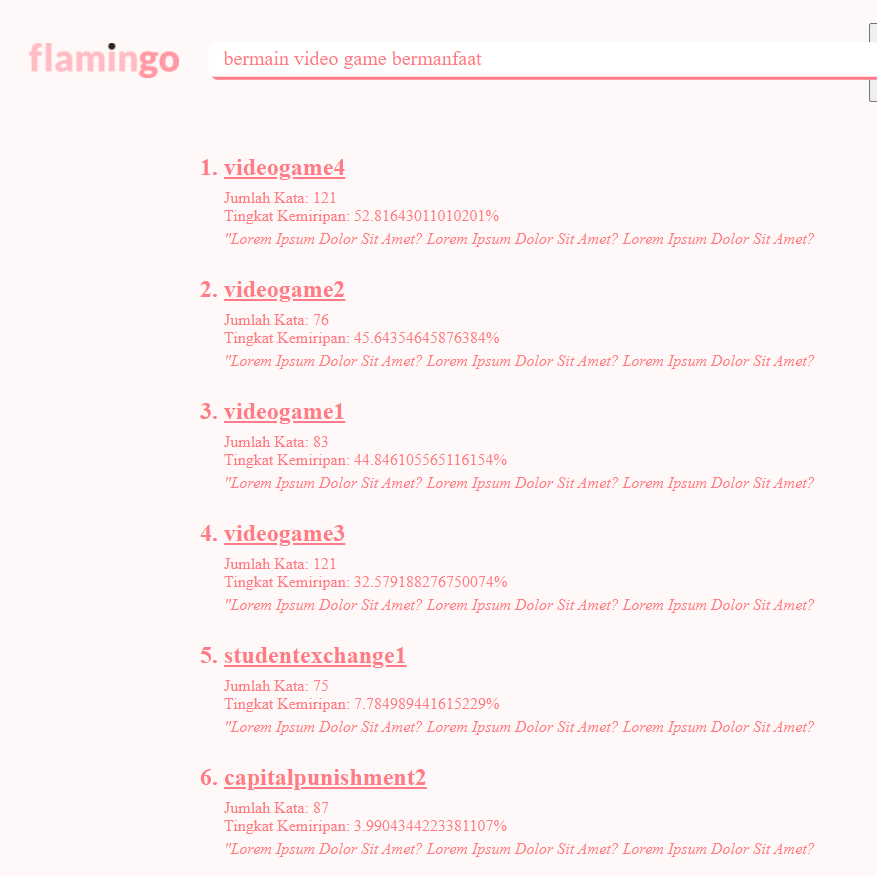 flamingo
bermain video game bermanfaat
1. videogame4
Jumlah Kata: 121
Tingkat Kemiripan: 52.81643011010201%
"Lorem Ipsum Dolor Sit Amet? Lorem Ipsum Dolor Sit Amet? Lorem Ipsum Dolor Sit Amet?
2. videogame2
Jumlah Kata: 76
Tingkat Kemiripan: 45.64354645876384%
"Lorem Ipsum Dolor Sit Amet? Lorem Ipsum Dolor Sit Amet? Lorem Ipsum Dolor Sit Amet?
3. videogame1
Jumlah Kata: 83
Tingkat Kemiripan: 44.846105565116154%
"Lorem Ipsum Dolor Sit Amet? Lorem Ipsum Dolor Sit Amet? Lorem Ipsum Dolor Sit Amet?
4. videogame3
Jumlah Kata: 121
Tingkat Kemiripan: 32.579188276750074%
"Lorem Ipsum Dolor Sit Amet? Lorem Ipsum Dolor Sit Amet? Lorem Ipsum Dolor Sit Amet?
5. studentexchange1
Jumlah Kata: 75
Tingkat Kemiripan: 7.784989441615229%
"Lorem Ipsum Dolor Sit Amet? Lorem Ipsum Dolor Sit Amet? Lorem Ipsum Dolor Sit Amet?
6. capitalpunishment2
Jumlah Kata: 87
Tingkat Kemiripan: 3.9904344223381107%
"Lorem Ipsum Dolor Sit Amet? Lorem Ipsum Dolor Sit Amet? Lorem Ipsum Dolor Sit Amet?